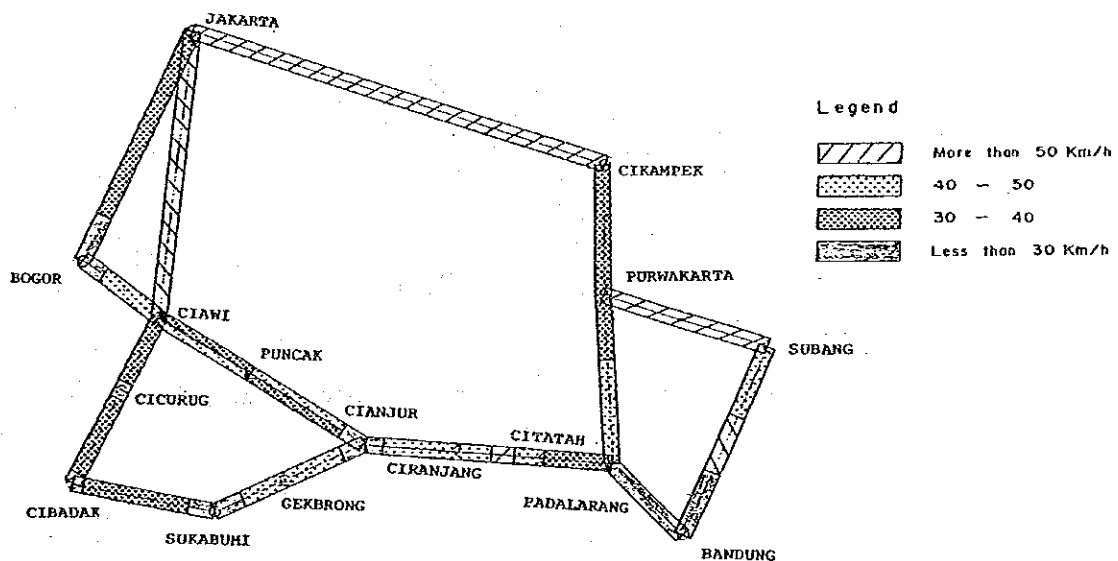 JAKARTA
Legend
More than 50 Km/h
CIKAMPEK
40 - 50
30 - 40
PURWAKARTA
Less than 30 Km/h
BOGOR
CIAWI
SUBANG
PUNCAK
CICURUG
CIANJUR
CITATAH
CIRANJANG
GEKBRONG
PADALARANG
CIBADAK
SUKABUMI
BANDUNG